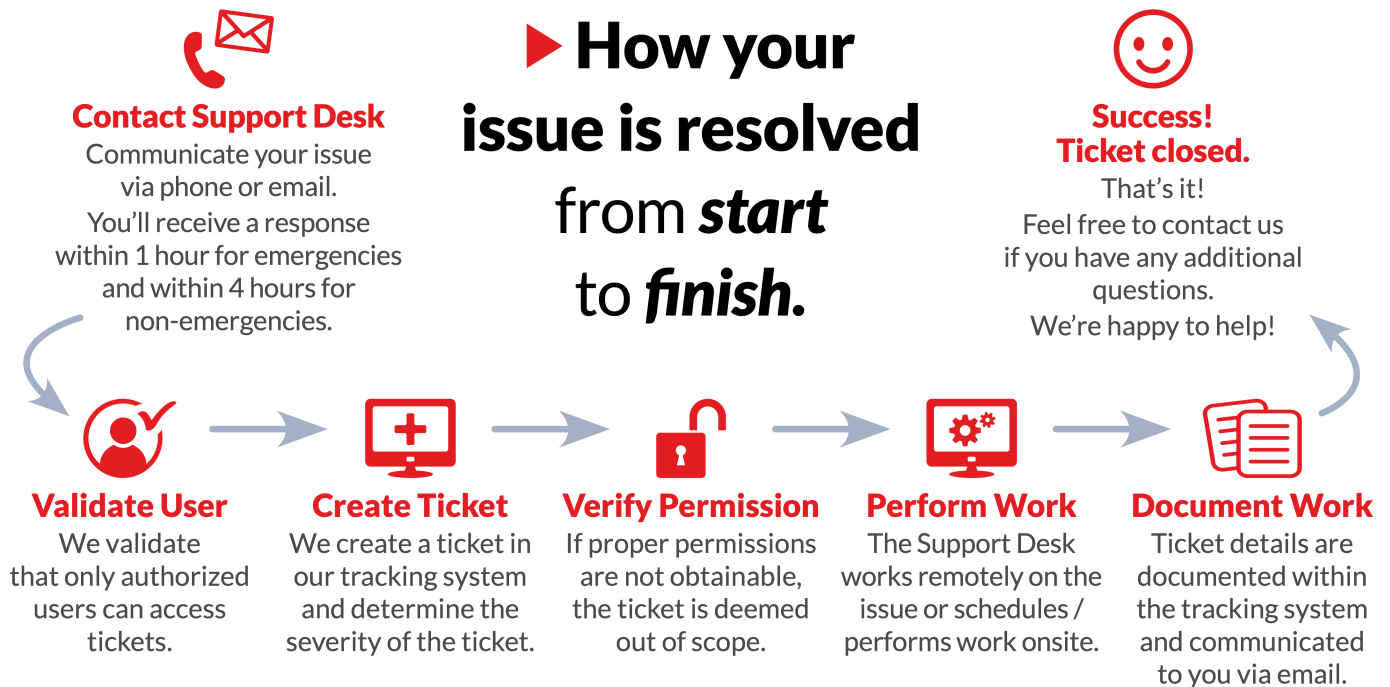 How your
issue is resolved
from start
to finish.
Contact Support Desk
Communicate your issue
via phone or email.
You’ll receive a response
within 1 hour for emergencies
and within 4 hours for
non-emergencies.
Validate User
We validate
that only authorized
users can access
tickets.
Create Ticket
We create a ticket in
our tracking system
and determine the
severity of the ticket.
Verify Permission
If proper permissions
are not obtainable,
the ticket is deemed
out of scope.
Perform Work
The Support Desk
works remotely on the
issue or schedules /
performs work onsite.
Document Work
Ticket details are
documented within
the tracking system
and communicated
to you via email.
Success!
Ticket closed.
That’s it!
Feel free to contact us
if you have any additional
questions.
We’re happy to help!